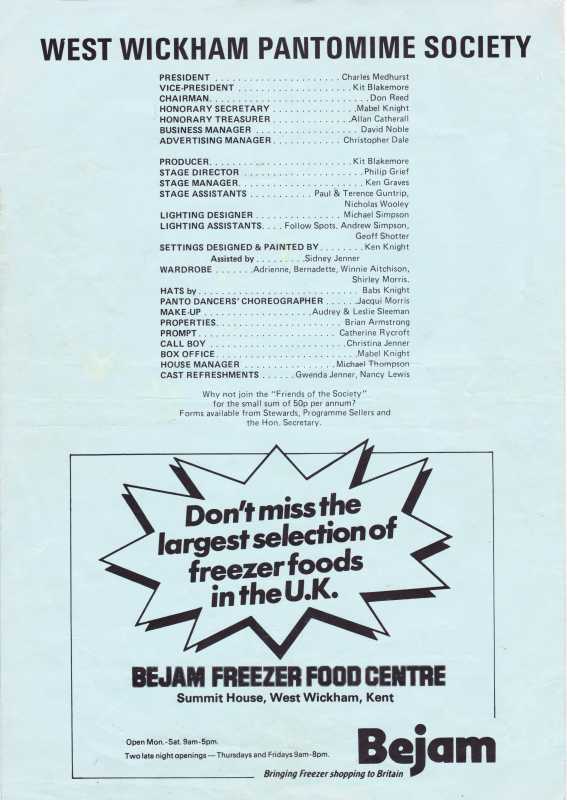 WEST WICKHAM PANTOMIME SOCIETY
PRESIDENT . . . . . . . . . . . . . . . . . . . . . . Charles Medhurst
VICE-PRESIDENT . . . . . . . . . . . . . . . . . . . . Kit Blakemore
CHAIRMAN. . . . . . . . . . . . . . . . . . . . . . . . . . . . Don Reed
HONORARY SECRETARY . . . . . . . . . . . . . . .Mabel Knight
HONORARY TREASURER . . . . . . . . . . . . . .Allan Catherall
BUSINESS MANAGER . . . . . . . . . . . . . . . . . . David Noble
ADVERTISING MANAGER. . . . . . . . . . . . . Christopher Dale
PRODUCER. . . . . . . . . . . . . . . . . . . . . . . . . Kit Blakemore
STAGE DIRECTOR . . . . . . . . . . . . . . . . . . . . . .Philip Grief
STAGE MANAGER. . . . . . . . . . . . . . . . . . . . . . Ken Graves
STAGE ASSISTANTS . . . . . . . . . . . Paul & Terence Guntrip,
Nicholas Wooley
LIGHTING DESIGNER . . . . . . . . . . . . . . . Michael Simpson
LIGHTING ASSISTANTS. . . . Follow Spots. Andrew Simpson,
Geoff Shotter
SETTINGS DESIGNED & PAINTED BY. . . . . . . . Ken Knight
Assisted by . . . . . . . . .Sidney Jenner
WARDROBE . . . . . . .Adrienne, Bernadette, Winnie Aitchison,
Shirley Morris.
HATS by . . . . . . . . . . . . . . . . . . . . . . . . . . . . Babs Knight
PANTO DANCERS' CHOREOGRAPHER . . . . . .Jacqui Morris
MAKE-UP . . . . . . . . . . . . . . . . . . . .Audrey & Leslie Sleeman
PROPERTIES. . . . . . . . . . . . . . . . . . . . . . Brian Armstrong
PROMPT. . . . . . . . . . . . . . . . . . . . . . . . Catherine Rycroft
CALL BOY . . . . . . . . . . . . . . . . . . . . . . . .Christina Jenner
BOX OFFICE. . . . . . . . . . . . . . . . . . . . . . . . . Mabel Knight
HOUSE MANAGER . . . . . . . . . . . . . . . .Michael Thompson
CAST REFRESHMENTS . . . . . .Gwenda Jenner, Nancy Lewis
Why not join the "Friends of the Society"
for the small sum of 50p per annum?
Forms available from Stewards, Programme Sellers and
the Hon. Secretary.
Don't miss the
largest selection of
freezer foods
in the U.K.
BEJAM FREEZER FOOD CENTRE
Summit House, West Wickham, Kent
Open Mon.-Sat. 9am-5pm.
Two late night openings — Thursdays and Fridays 9am-8pm.
Bejam
Bringing Freezer shopping to Britain